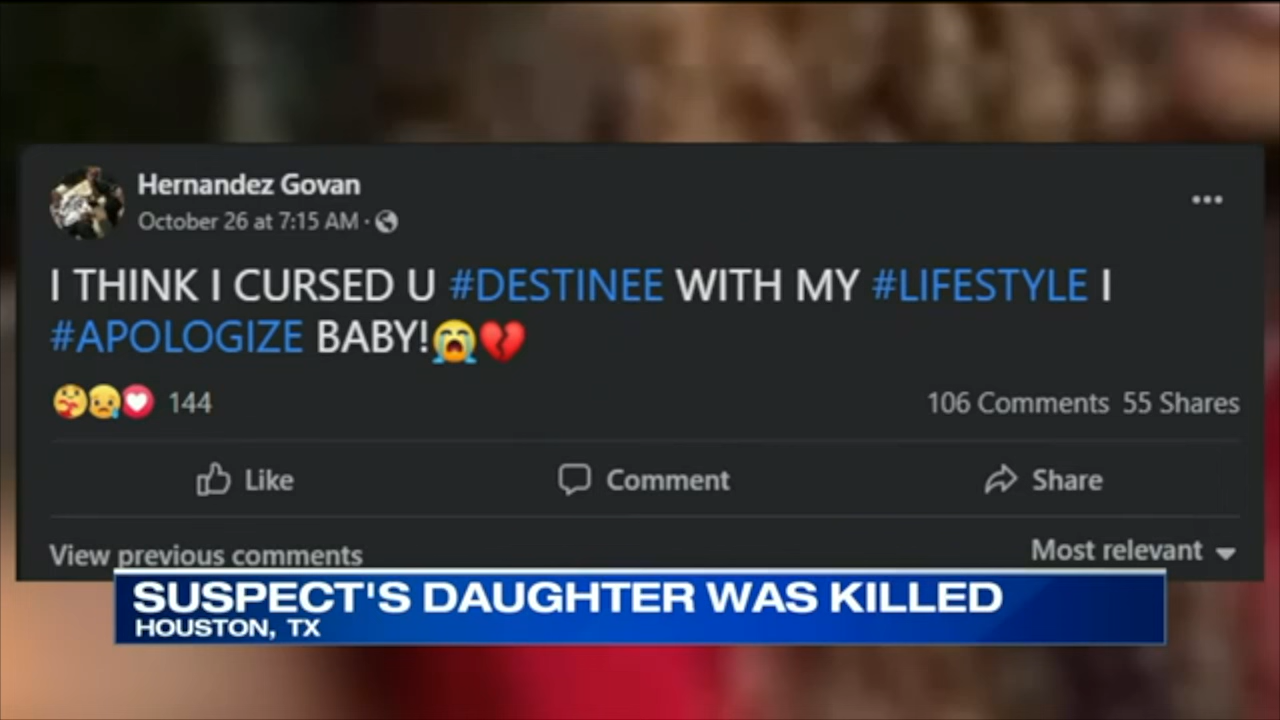 Hernandez Govan
October 26 at 7:15 AM ·
I THINK I CURSED U #DESTINEE WITH MY #LIFESTYLE I
#APOLOGIZE BABY!😭💔
144
106 Comments 55 Shares
Like
Comment
Share
View previous comments
Most relevant
SUSPECT'S DAUGHTER WAS KILLED
HOUSTON, TX